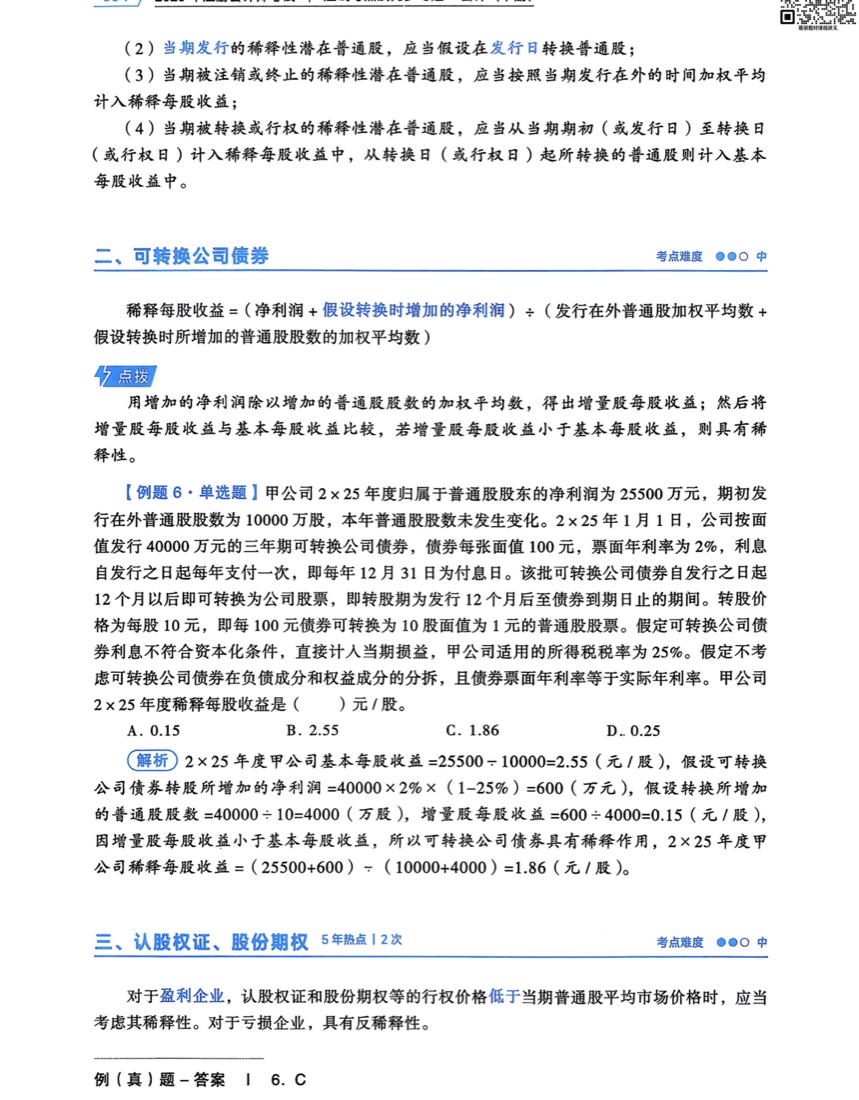 （2）当期发行的稀释性潜在普通股，应当假设在发行日转换普通股；
（3）当期被注销或终止的稀释性潜在普通股，应当按照当期发行在外的时间加权平均
计入稀释每股收益；
（4）当期被转换或行权的稀释性潜在普通股，应当从当期期初（或发行日）至转换日
（或行权日）计入稀释每股收益中，从转换日（或行权日）起所转换的普通股则计入基本
每股收益中。
二、可转换公司债券 考点难度 中
稀释每股收益 =（净利润 + 假设转换时增加的净利润）÷（发行在外普通股加权平均数 +
假设转换时所增加的普通股股数的加权平均数）
点拨
用增加的净利润除以增加的普通股股数的加权平均数，得出增量股每股收益；然后将
增量股每股收益与基本每股收益比较，若增量股每股收益小于基本每股收益，则具有稀
释性。
【例题 6·单选题】甲公司 2×25 年度归属于普通股股东的净利润为 25500 万元，期初发
行在外普通股股数为 10000 万股，本年普通股股数未发生变化。2×25 年 1 月 1 日，公司按面
值发行 40000 万元的三年期可转换公司债券，债券每张面值 100 元，票面年利率为 2%，利息
自发行之日起每年支付一次，即每年 12 月 31 日为付息日。该批可转换公司债券自发行之日起
12 个月以后即可转换为公司股票，即转股期为发行 12 个月后至债券到期日止的期间。转股价
格为每股 10 元，即每 100 元债券可转换为 10 股面值为 1 元的普通股股票。假定可转换公司债
券利息不符合资本化条件，直接计入当期损益，甲公司适用的所得税税率为 25%。假定不考
虑可转换公司债券在负债成分和权益成分的分拆，且债券票面年利率等于实际年利率。甲公司
2×25 年度稀释每股收益是（　　）元 / 股。
A. 0.15 B. 2.55 C. 1.86 D. 0.25
解析 2×25 年度甲公司基本每股收益 =25500÷10000=2.55（元 / 股），假设可转换
公司债券转股所增加的净利润 =40000×2%×（1-25%）=600（万元），假设转换所增加
的普通股股数 =40000÷10=4000（万股），增量股每股收益 =600÷4000=0.15（元 / 股），
因增量股每股收益小于基本每股收益，所以可转换公司债券具有稀释作用，2×25 年度甲
公司稀释每股收益 =（25500+600）÷（10000+4000）=1.86（元 / 股）。
三、认股权证、股份期权 5年热点 | 2次 考点难度 中
对于盈利企业，认股权证和股份期权等的行权价格低于当期普通股平均市场价格时，应当
考虑其稀释性。对于亏损企业，具有反稀释性。
例（真）题 – 答案 | 6. C